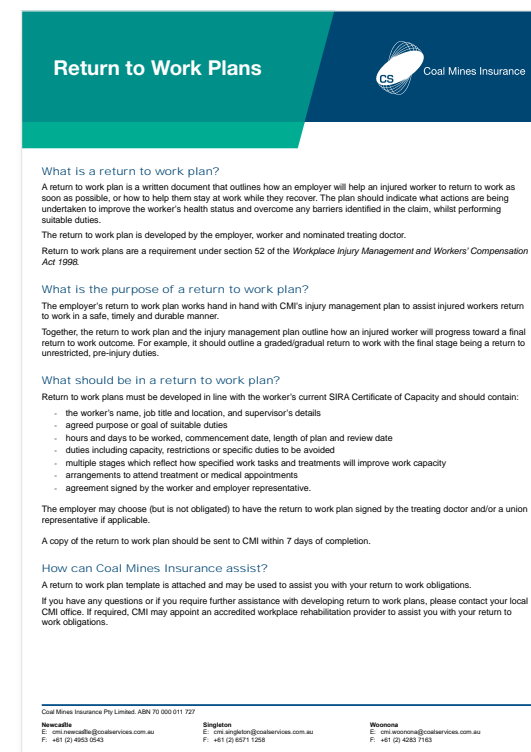 Return to Work Plans
CS Coal Mines Insurance
What is a return to work plan?
A return to work plan is a written document that outlines how an employer will help an injured worker to return to work as
soon as possible, or how to help them stay at work while they recover. The plan should indicate what actions are being
undertaken to improve the worker's health status and overcome any barriers identified in the claim, whilst performing
suitable duties.
The return to work plan is developed by the employer, worker and nominated treating doctor.
Return to work plans are a requirement under section 52 of the Workplace Injury Management and Workers' Compensation
Act 1998.
What is the purpose of a return to work plan?
The employer's return to work plan works hand in hand with CMI's injury management plan to assist injured workers return
to work in a safe, timely and durable manner.
Together, the return to work plan and the injury management plan outline how an injured worker will progress toward a final
return to work outcome. For example, it should outline a graded/gradual return to work with the final stage being a return to
unrestricted, pre-injury duties.
What should be in a return to work plan?
Return to work plans must be developed in line with the worker's current SIRA Certificate of Capacity and should contain:
- the worker's name, job title and location, and supervisor's details
- agreed purpose or goal of suitable duties
- hours and days to be worked, commencement date, length of plan and review date
- duties including capacity, restrictions or specific duties to be avoided
- multiple stages which reflect how specified work tasks and treatments will improve work capacity
- arrangements to attend treatment or medical appointments
- agreement signed by the worker and employer representative.
The employer may choose (but is not obligated) to have the return to work plan signed by the treating doctor and/or a union
representative if applicable.
A copy of the return to work plan should be sent to CMI within 7 days of completion.
How can Coal Mines Insurance assist?
A return to work plan template is attached and may be used to assist you with your return to work obligations.
If you have any questions or if you require further assistance with developing return to work plans, please contact your local
CMI office. If required, CMI may appoint an accredited workplace rehabilitation provider to assist you with your return to
work obligations.
Coal Mines Insurance Pty Limited. ABN 70 000 011 727
Newcastle
E: cmi.newcastle@coalservices.com.au
F: +61 (2) 4953 0543
Singleton
E: cmi.singleton@coalservices.com.au
F: +61 (2) 6571 1258
Woonona
E: cmi.woonona@coalservices.com.au
F: +61 (2) 4283 7163